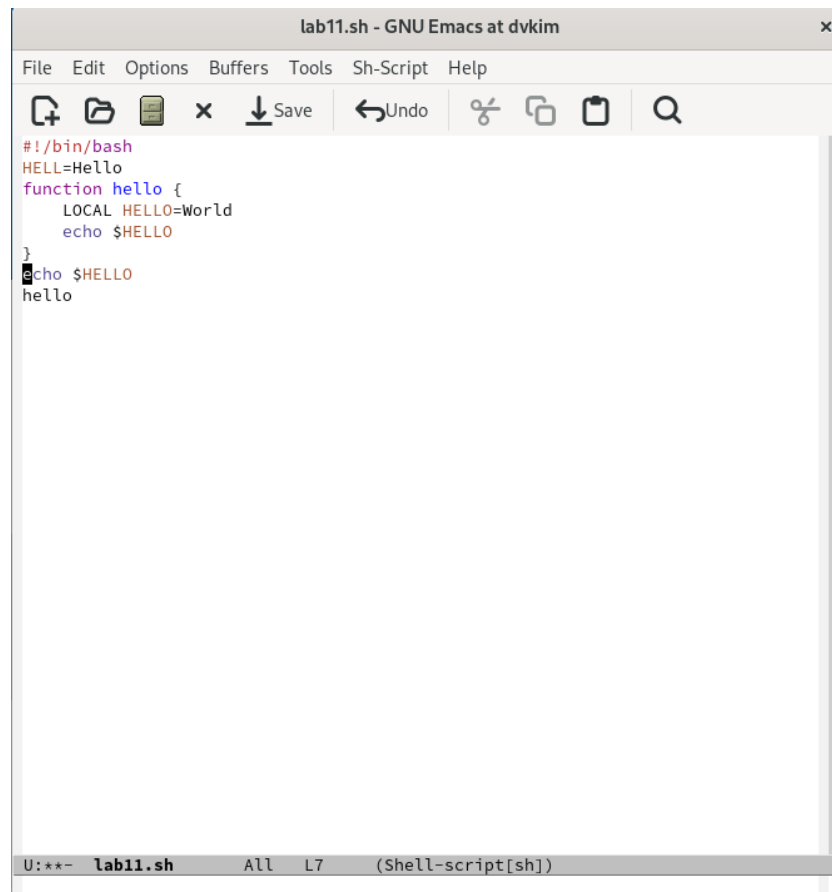 lab11.sh - GNU Emacs at dvkim ×
File Edit Options Buffers Tools Sh-Script Help
Save Undo
#!/bin/bash
HELL=Hello
function hello {
    LOCAL HELLO=World
    echo $HELLO
}
echo $HELLO
hello
U:**- lab11.sh All L7 (Shell-script[sh])